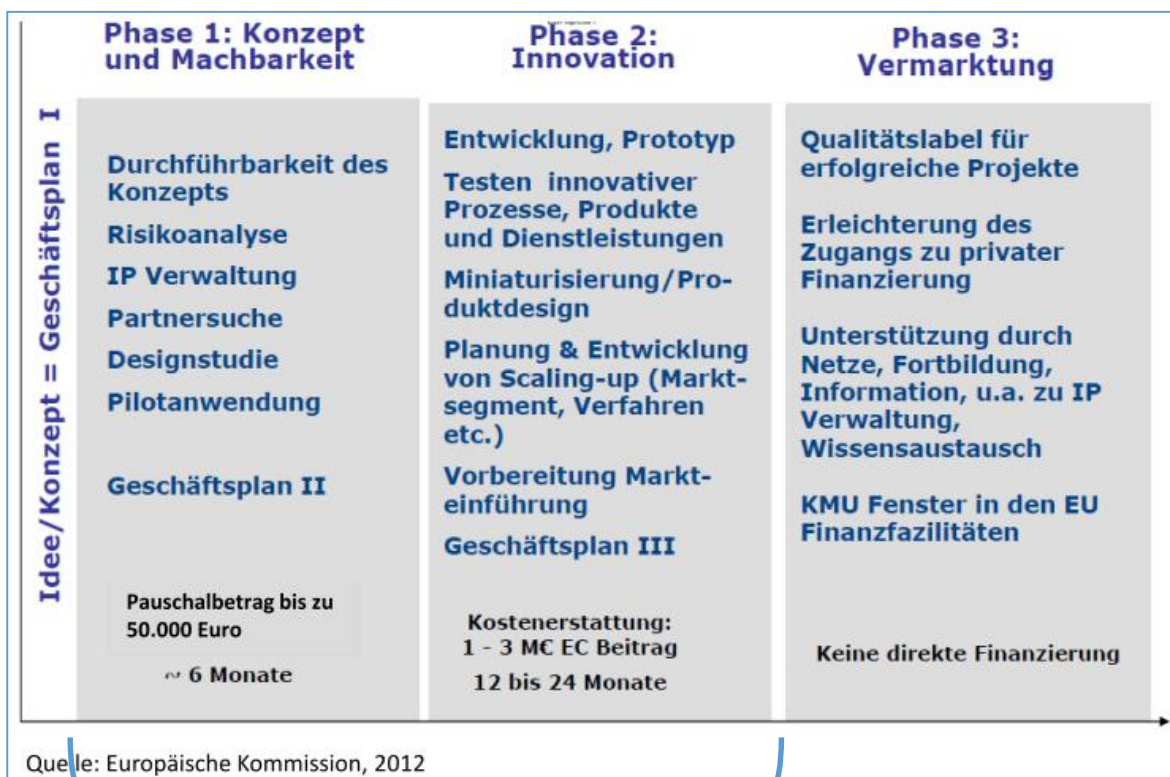 Phase 1: Konzept
und Machbarkeit
Durchführbarkeit des
Konzepts
Risikoanalyse
IP Verwaltung
Partnersuche
Designstudie
Pilotanwendung
Geschäftsplan II
Pauschalbetrag bis zu
50.000 Euro
~ 6 Monate
Phase 2:
Innovation
Entwicklung, Prototyp
Testen innovativer
Prozesse, Produkte
und Dienstleistungen
Miniaturisierung/Pro-
duktdesign
Planung & Entwicklung
von Scaling-up (Markt-
segment, Verfahren
etc.)
Vorbereitung Markt-
einführung
Geschäftsplan III
Kostenerstattung:
1 - 3 M€ EC Beitrag
12 bis 24 Monate
Phase 3:
Vermarktung
Qualitätslabel für
erfolgreiche Projekte
Erleichterung des
Zugangs zu privater
Finanzierung
Unterstützung durch
Netze, Fortbildung,
Information, u.a. zu IP
Verwaltung,
Wissensaustausch
KMU Fenster in den EU
Finanzfazilitäten
Keine direkte Finanzierung
Idee/Konzept = Geschäftsplan I
Quelle: Europäische Kommission, 2012